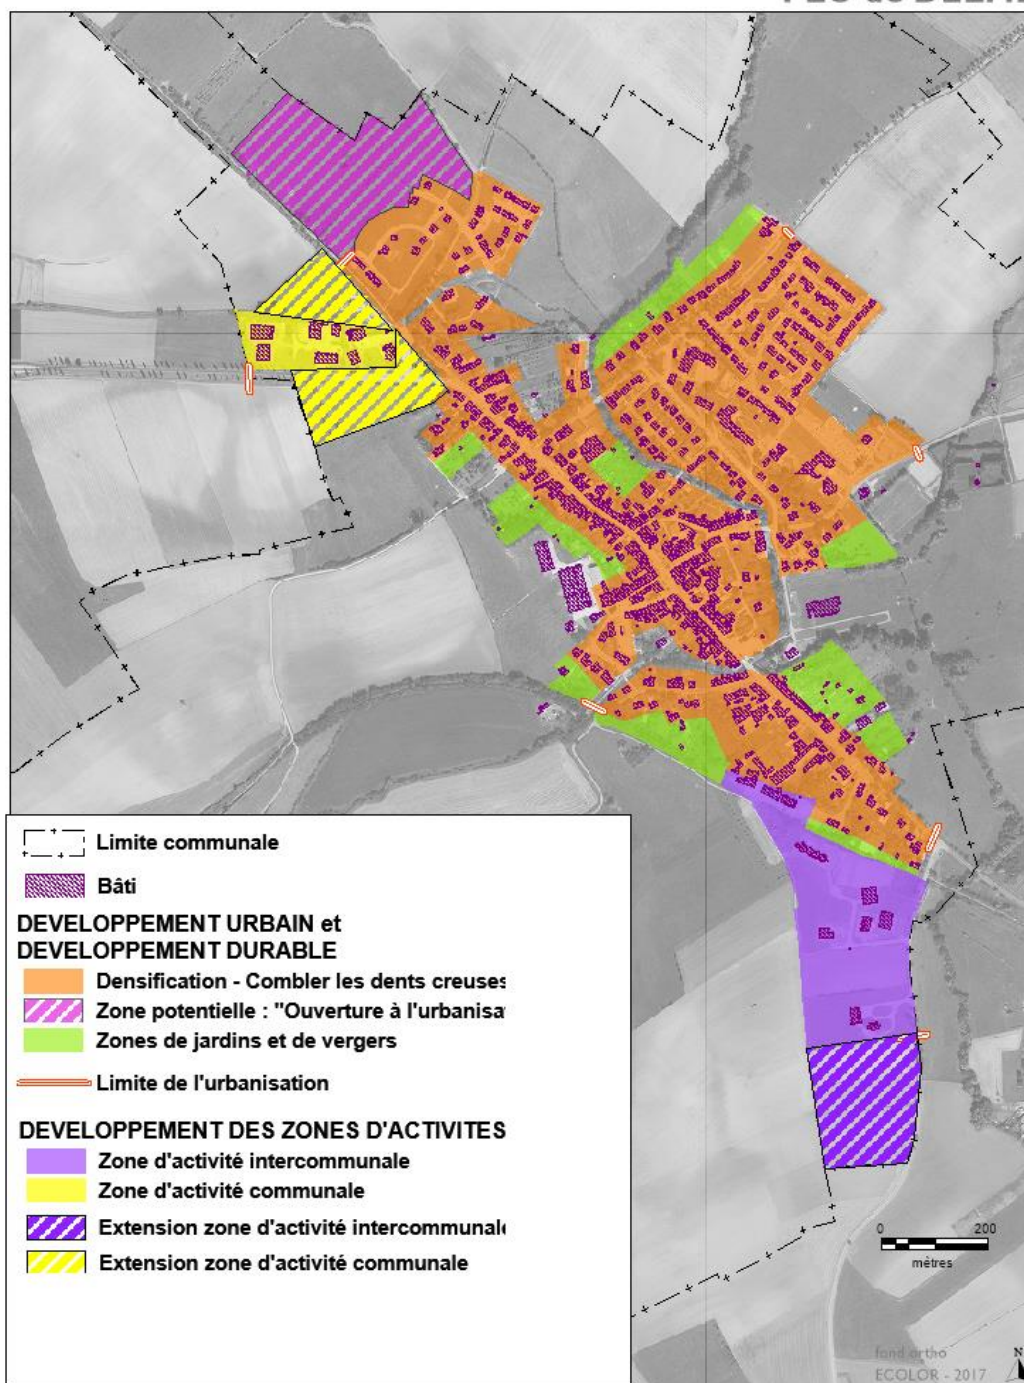 Limite communale
Bâti
DEVELOPPEMENT URBAIN et
DEVELOPPEMENT DURABLE
Densification - Combler les dents creuses
Zone potentielle : "Ouverture à l'urbanisa
Zones de jardins et de vergers
Limite de l'urbanisation
DEVELOPPEMENT DES ZONES D'ACTIVITES
Zone d'activité intercommunale
Zone d'activité communale
Extension zone d'activité intercommunale
Extension zone d'activité communale
0 200
mètres
fond ortho
ECOLOR - 2017
N